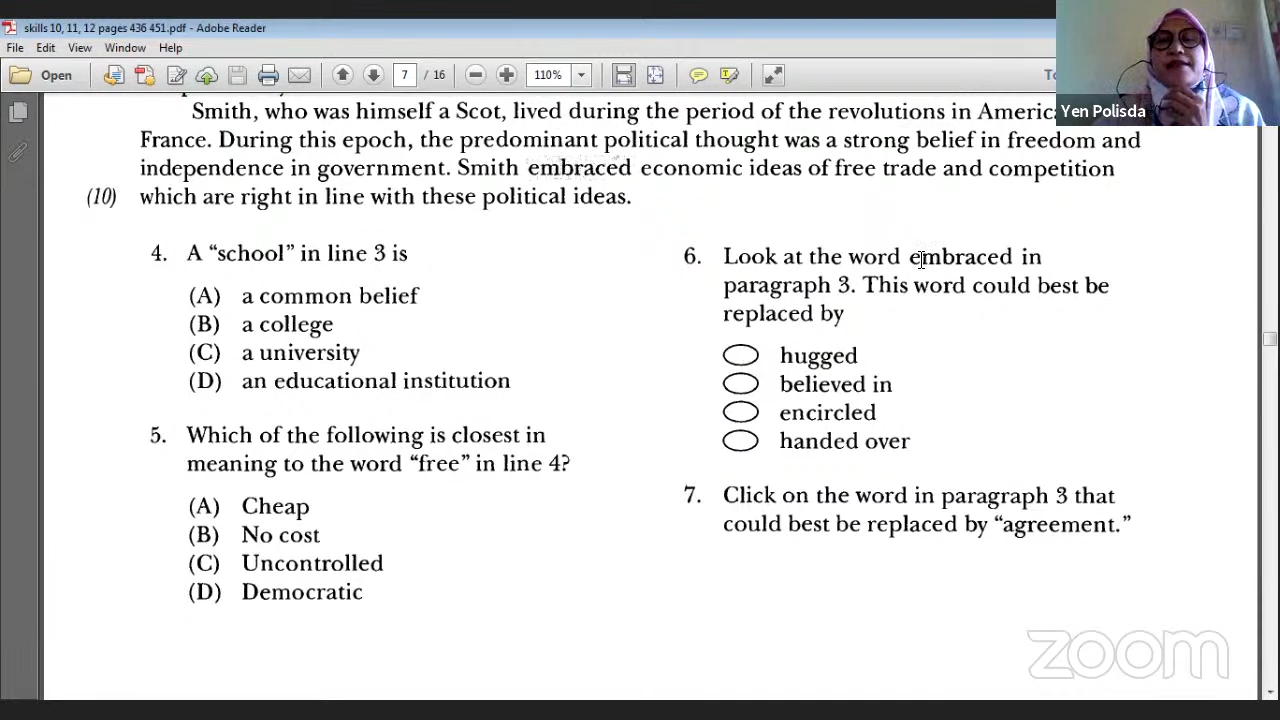 skills 10, 11, 12 pages 436 451.pdf - Adobe Reader
File Edit View Window Help
Open 7 / 16 110%
Smith, who was himself a Scot, lived during the period of the revolutions in
France. During this epoch, the predominant political thought was a strong belief in freedom and
independence in government. Smith embraced economic ideas of free trade and competition
(10) which are right in line with these political ideas.
4. A “school” in line 3 is
(A) a common belief
(B) a college
(C) a university
(D) an educational institution
5. Which of the following is closest in
meaning to the word “free” in line 4?
(A) Cheap
(B) No cost
(C) Uncontrolled
(D) Democratic
6. Look at the word embraced in
paragraph 3. This word could best be
replaced by
hugged
believed in
encircled
handed over
7. Click on the word in paragraph 3 that
could best be replaced by “agreement.”
Yen Polisda
zoom